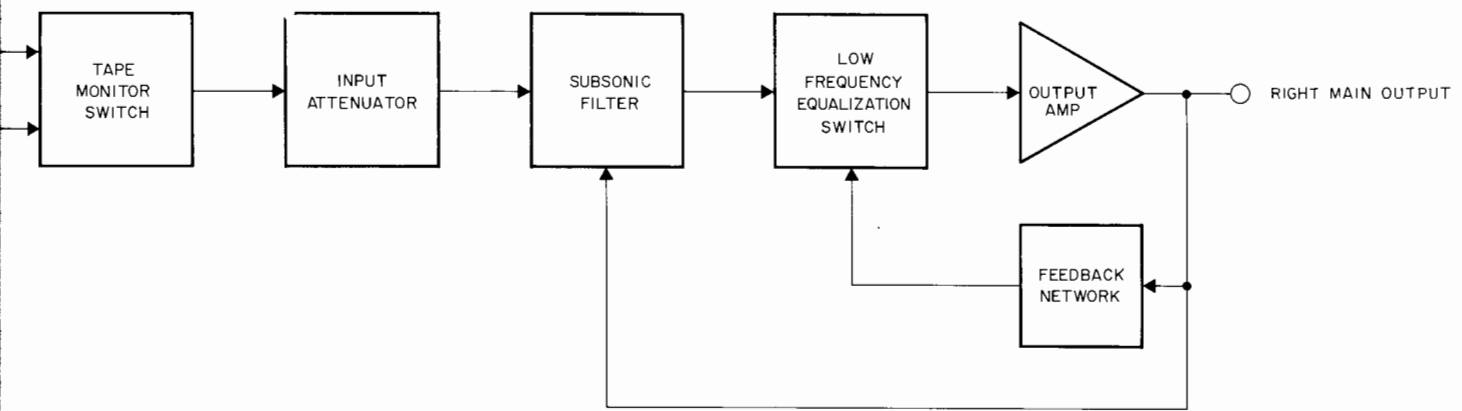 TAPE
MONITOR
SWITCH
INPUT
ATTENUATOR
SUBSONIC
FILTER
LOW
FREQUENCY
EQUALIZATION
SWITCH
OUTPUT
AMP
RIGHT MAIN OUTPUT
FEEDBACK
NETWORK